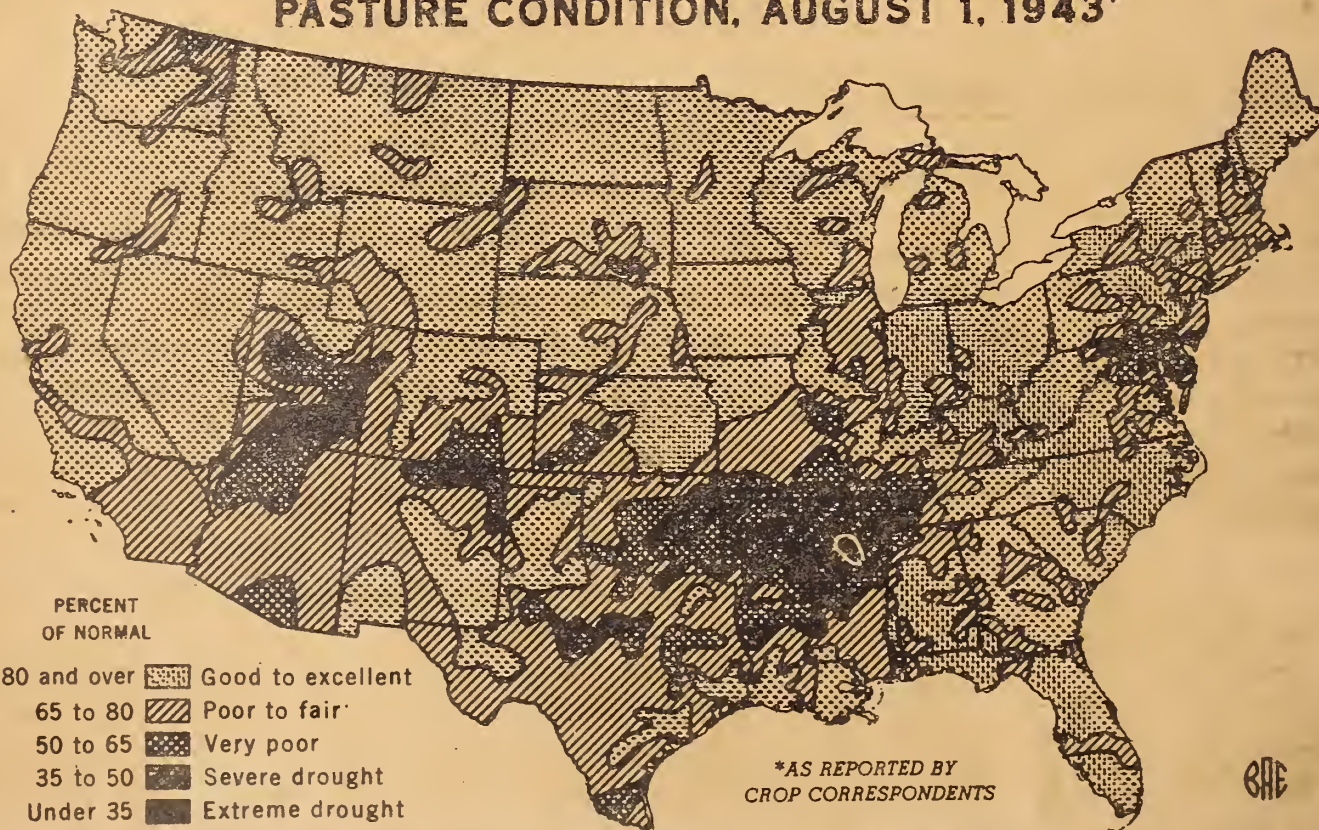 PASTURE CONDITION, AUGUST 1, 1943*
PERCENT
OF NORMAL
80 and over Good to excellent
65 to 80 Poor to fair
50 to 65 Very poor
35 to 50 Severe drought
Under 35 Extreme drought
*AS REPORTED BY
CROP CORRESPONDENTS
BAE